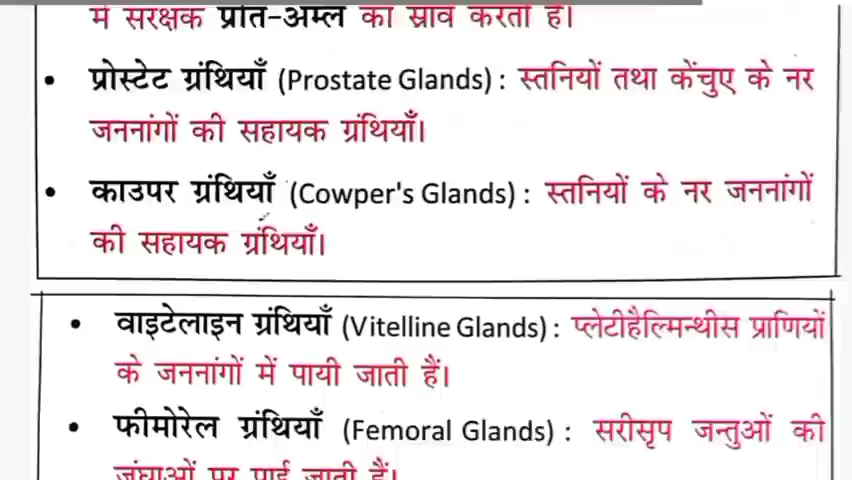 में संरक्षक प्रति-अम्ल का स्राव करती हैं।
• प्रोस्टेट ग्रंथियाँ (Prostate Glands) : स्तनियों तथा केंचुए के नर
जननांगों की सहायक ग्रंथियाँ।
• काउपर ग्रंथियाँ (Cowper's Glands) : स्तनियों के नर जननांगों
की सहायक ग्रंथियाँ।
• वाइटेलाइन ग्रंथियाँ (Vitelline Glands) : प्लेटीहैल्मिन्थीस प्राणियों
के जननांगों में पायी जाती हैं।
• फीमोरेल ग्रंथियाँ (Femoral Glands) : सरीसृप जन्तुओं की
जंघाओं पर पाई जाती हैं।